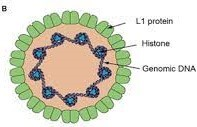 B
L1 protein
Histone
Genomic DNA